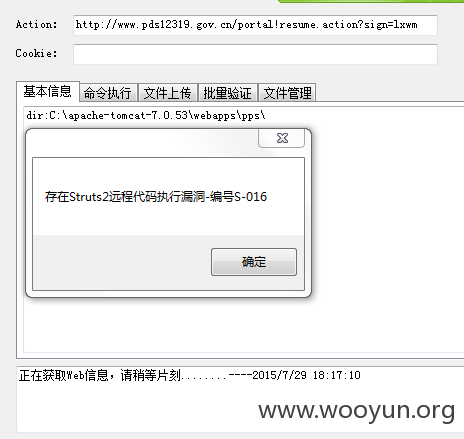 Action: http://www.pds12319.gov.cn/portal!resume.action?sign=lxwm
Cookie:
基本信息 命令执行 文件上传 批量验证 文件管理
dir:C:\apache-tomcat-7.0.53\webapps\pps\
存在Struts2远程代码执行漏洞-编号S-016
确定
正在获取Web信息，请稍等片刻........----2015/7/29 18:17:10
www.wooyun.org